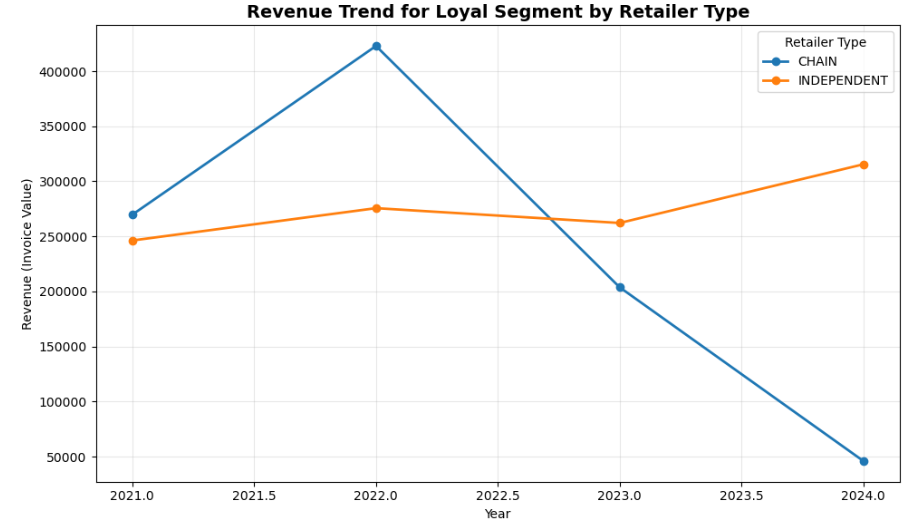 Revenue Trend for Loyal Segment by Retailer Type
Retailer Type
CHAIN
INDEPENDENT
Revenue (Invoice Value)
400000
350000
300000
250000
200000
150000
100000
50000
2021.0 2021.5 2022.0 2022.5 2023.0 2023.5 2024.0
Year